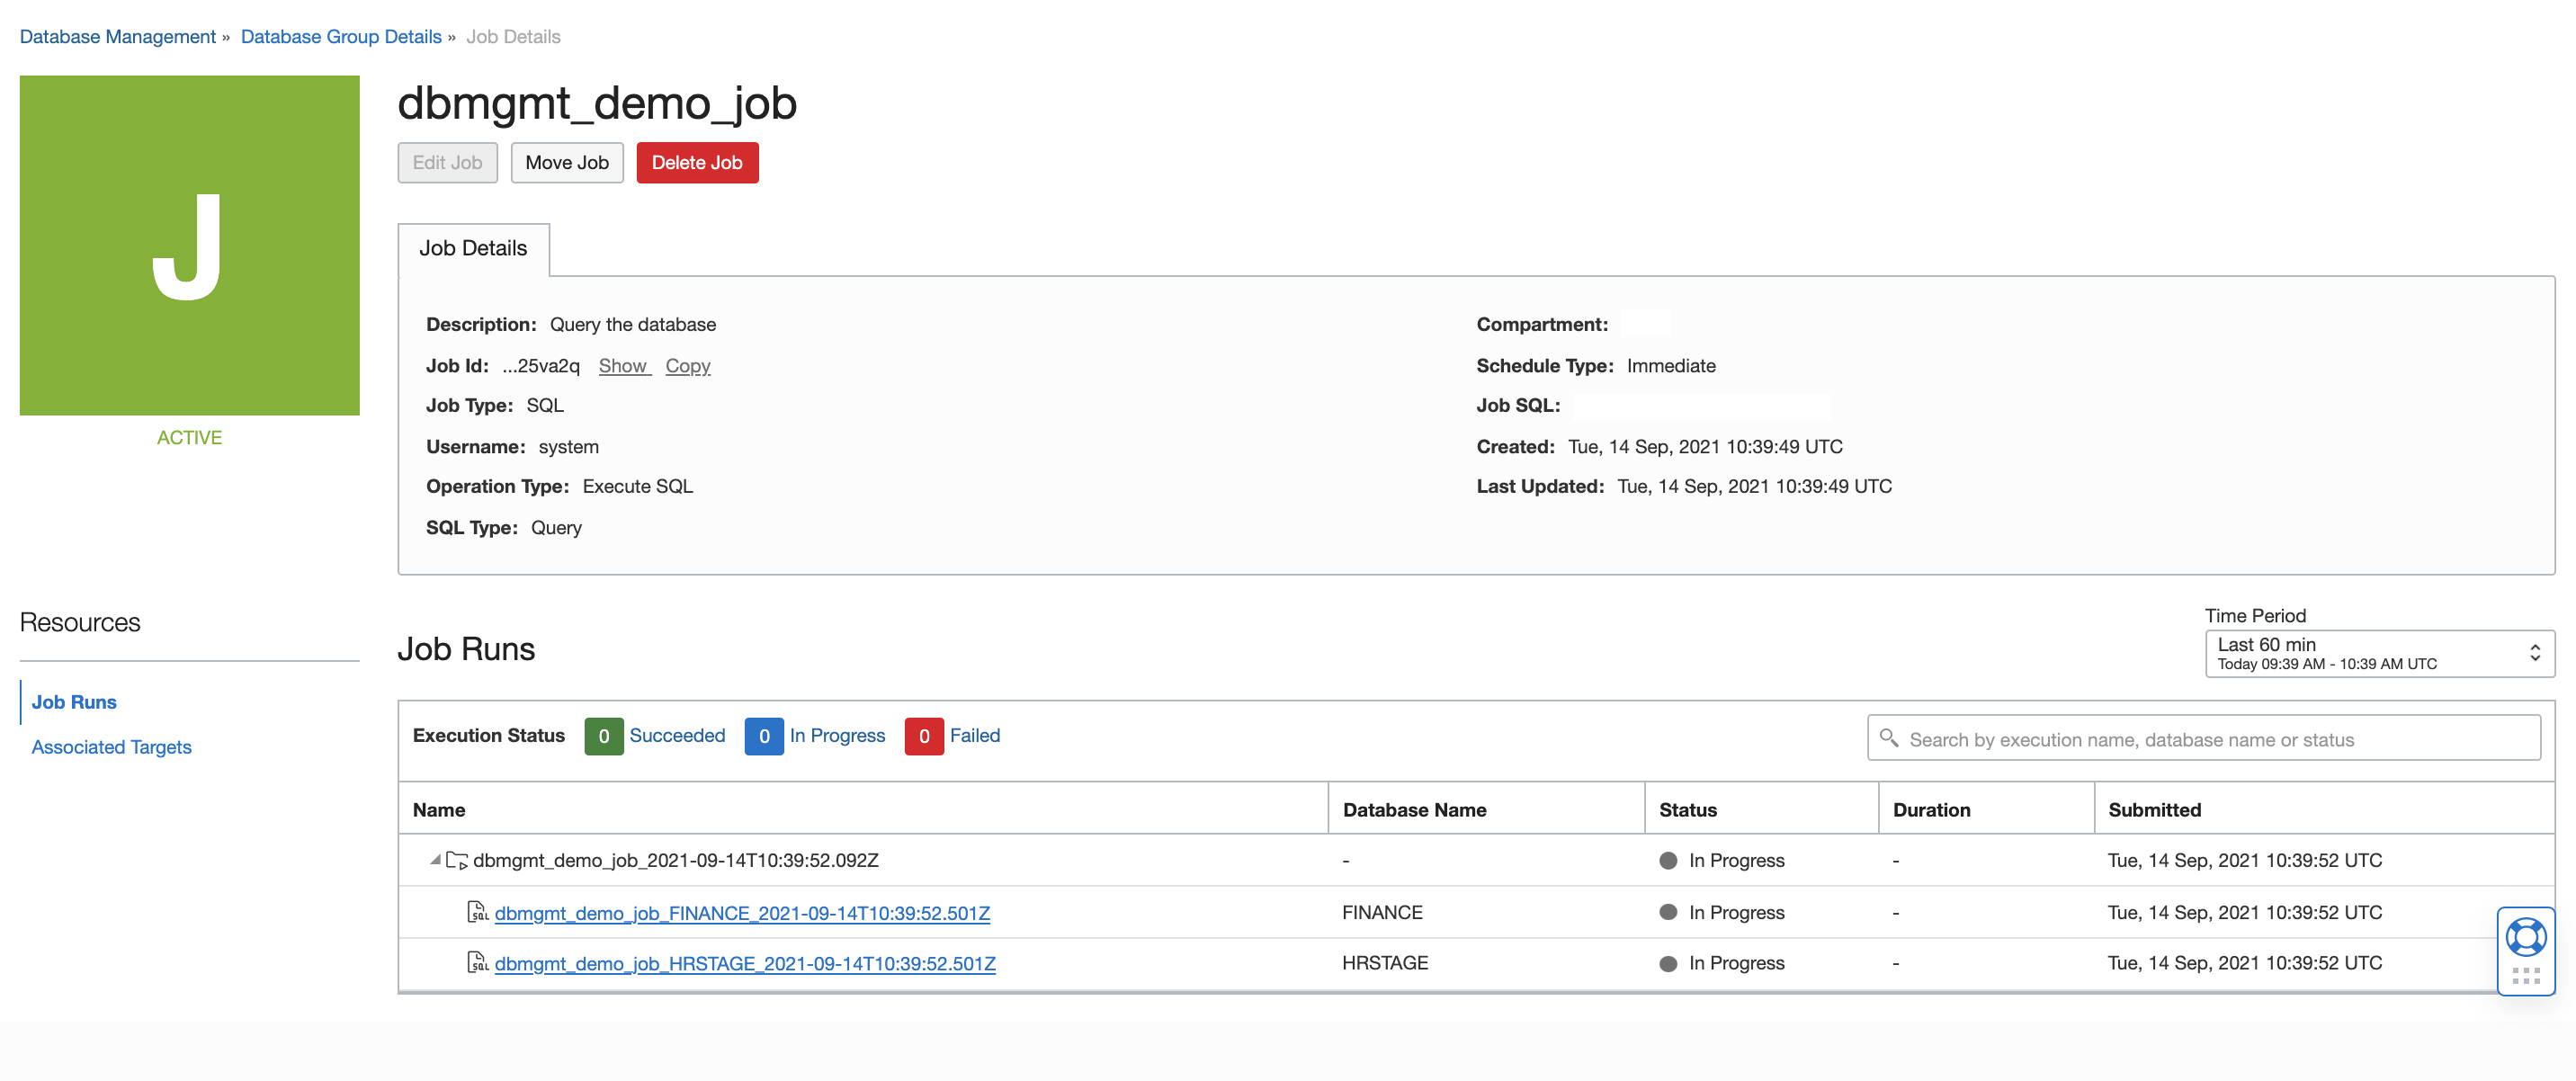 Database Management » Database Group Details » Job Details
J
ACTIVE
dbmgmt_demo_job
Edit Job Move Job Delete Job
Job Details
Description: Query the database
Job Id: ...25va2q Show Copy
Job Type: SQL
Username: system
Operation Type: Execute SQL
SQL Type: Query
Compartment:
Schedule Type: Immediate
Job SQL:
Created: Tue, 14 Sep, 2021 10:39:49 UTC
Last Updated: Tue, 14 Sep, 2021 10:39:49 UTC
Resources
Job Runs
Associated Targets
Job Runs
Time Period
Last 60 min
Today 09:39 AM - 10:39 AM UTC
Execution Status 0 Succeeded 0 In Progress 0 Failed
Search by execution name, database name or status
Name Database Name Status Duration Submitted
dbmgmt_demo_job_2021-09-14T10:39:52.092Z - In Progress - Tue, 14 Sep, 2021 10:39:52 UTC
SQL dbmgmt_demo_job_FINANCE_2021-09-14T10:39:52.501Z FINANCE In Progress - Tue, 14 Sep, 2021 10:39:52 UTC
SQL dbmgmt_demo_job_HRSTAGE_2021-09-14T10:39:52.501Z HRSTAGE In Progress - Tue, 14 Sep, 2021 10:39:52 UTC